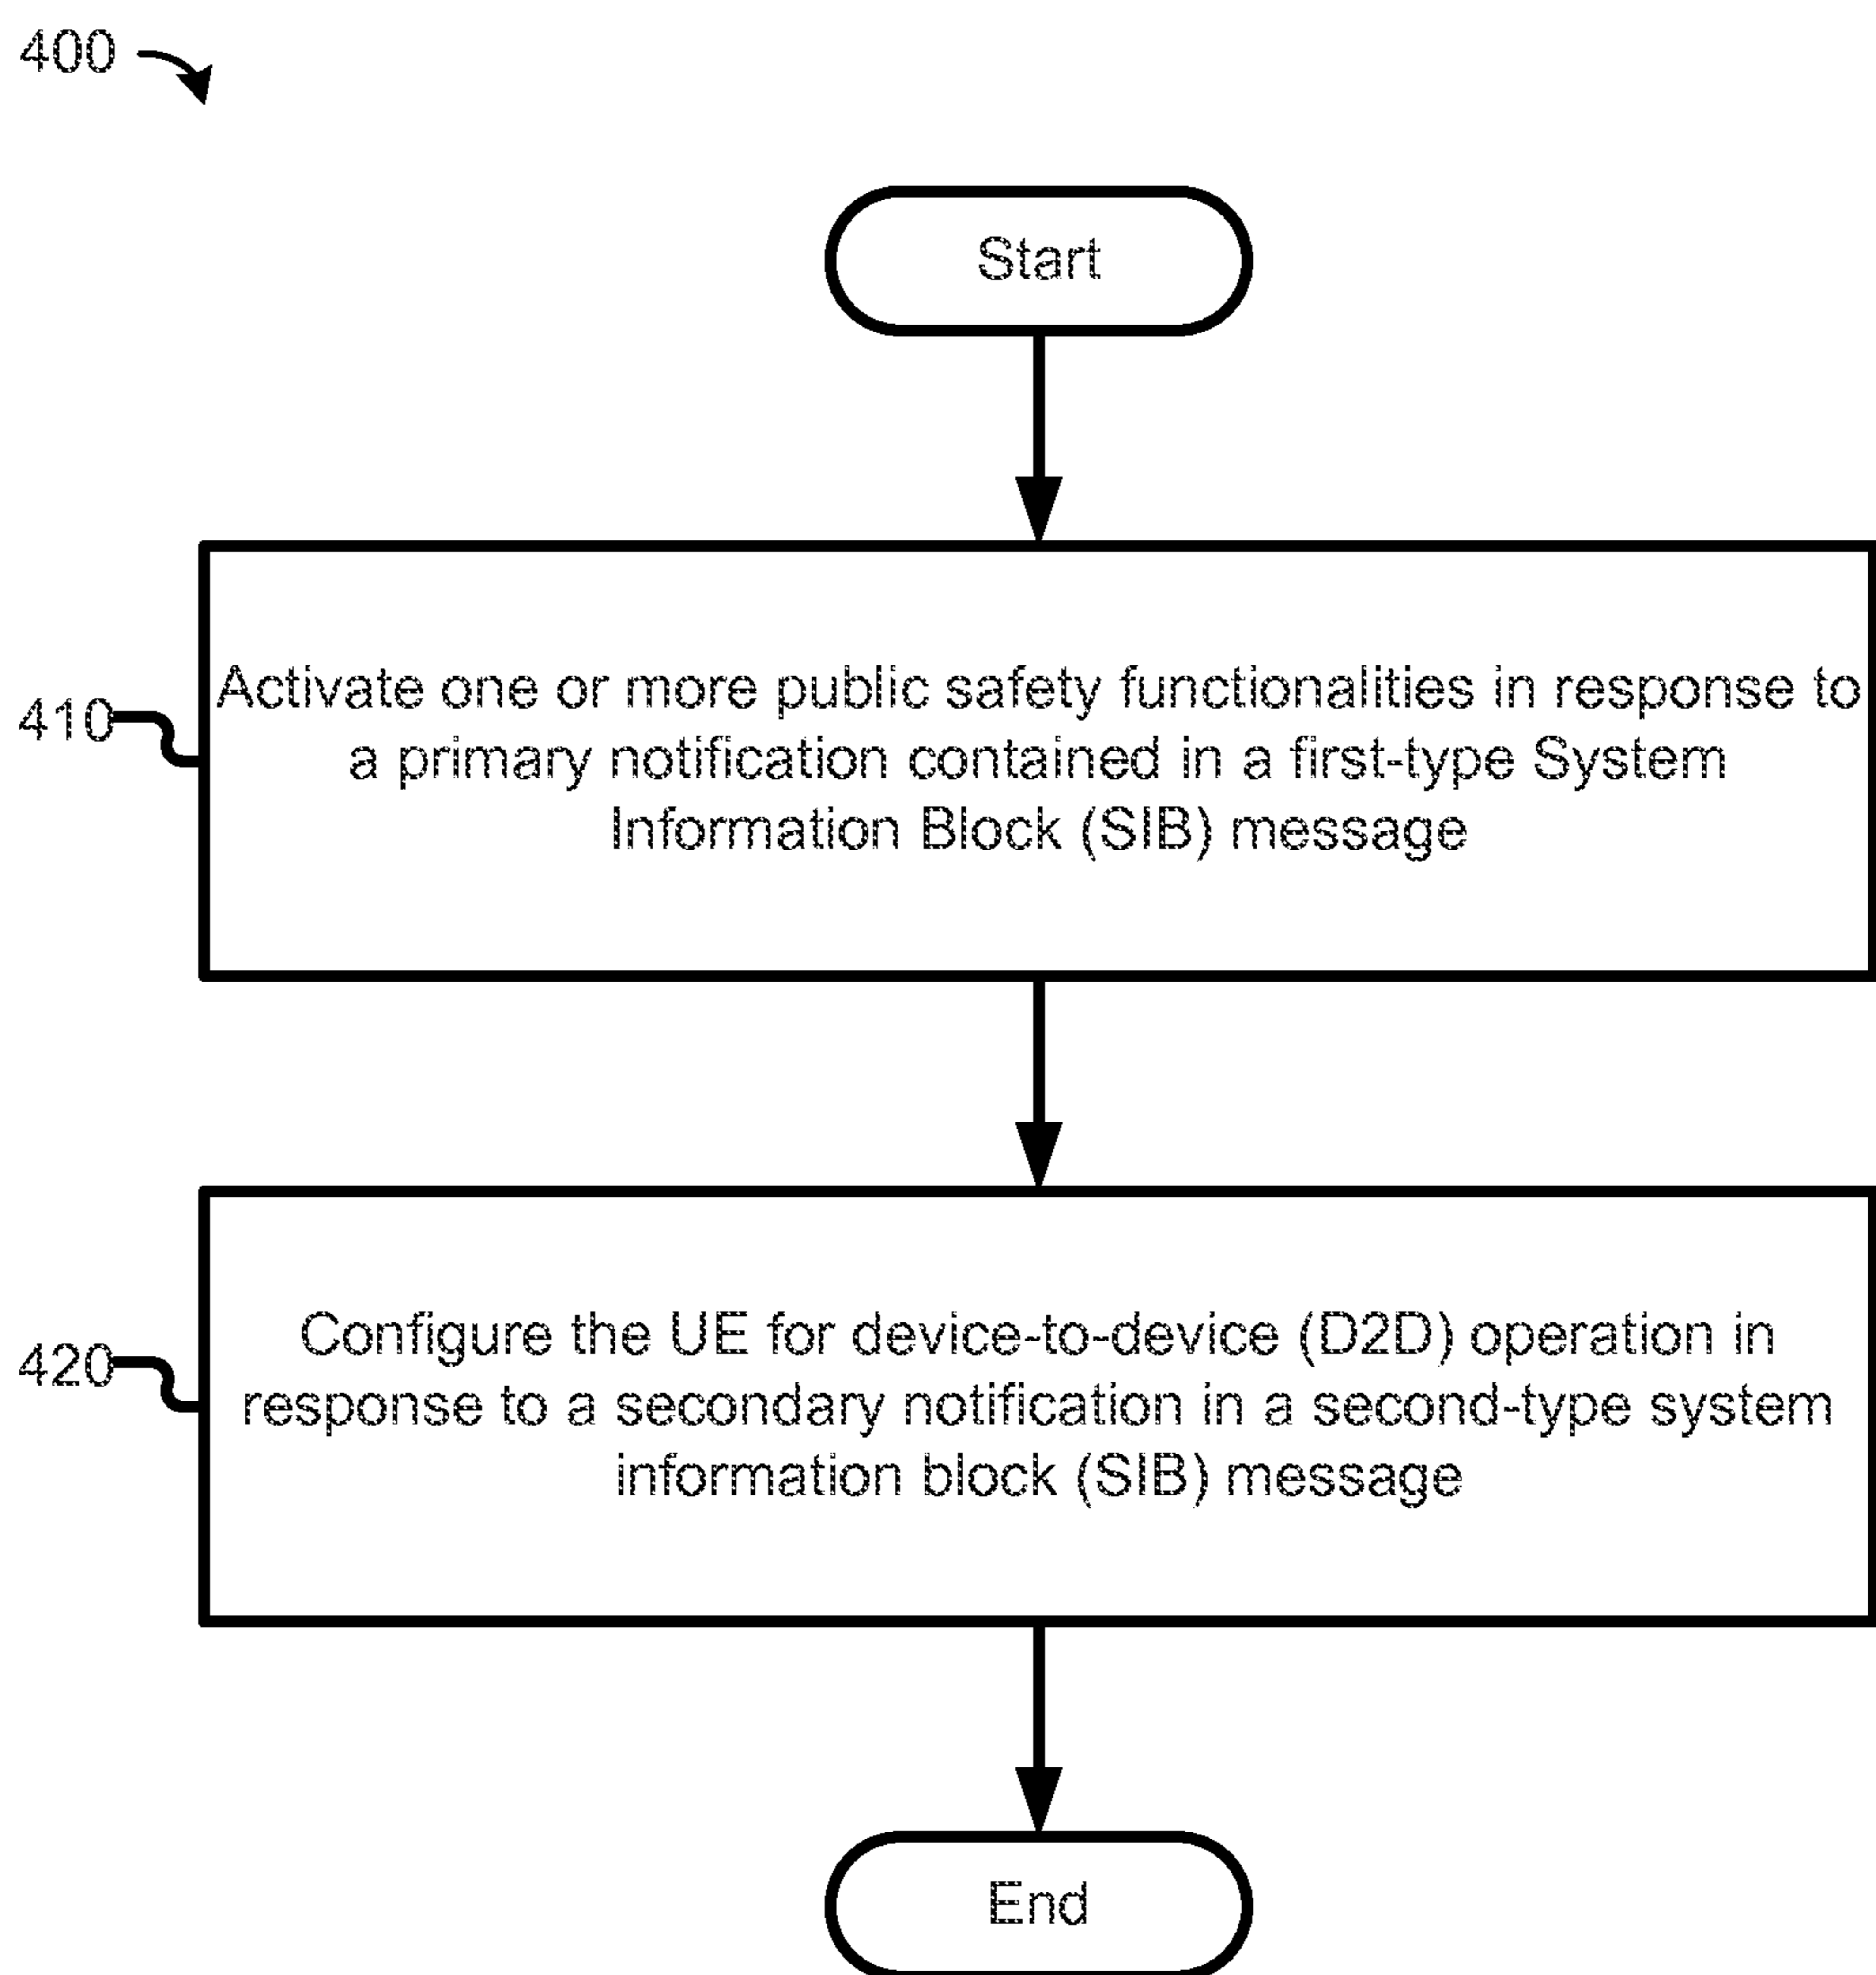 400
Start
410
Activate one or more public safety functionalities in response to
a primary notification contained in a first-type System
Information Block (SIB) message
420
Configure the UE for device-to-device (D2D) operation in
response to a secondary notification in a second-type system
information block (SIB) message
End